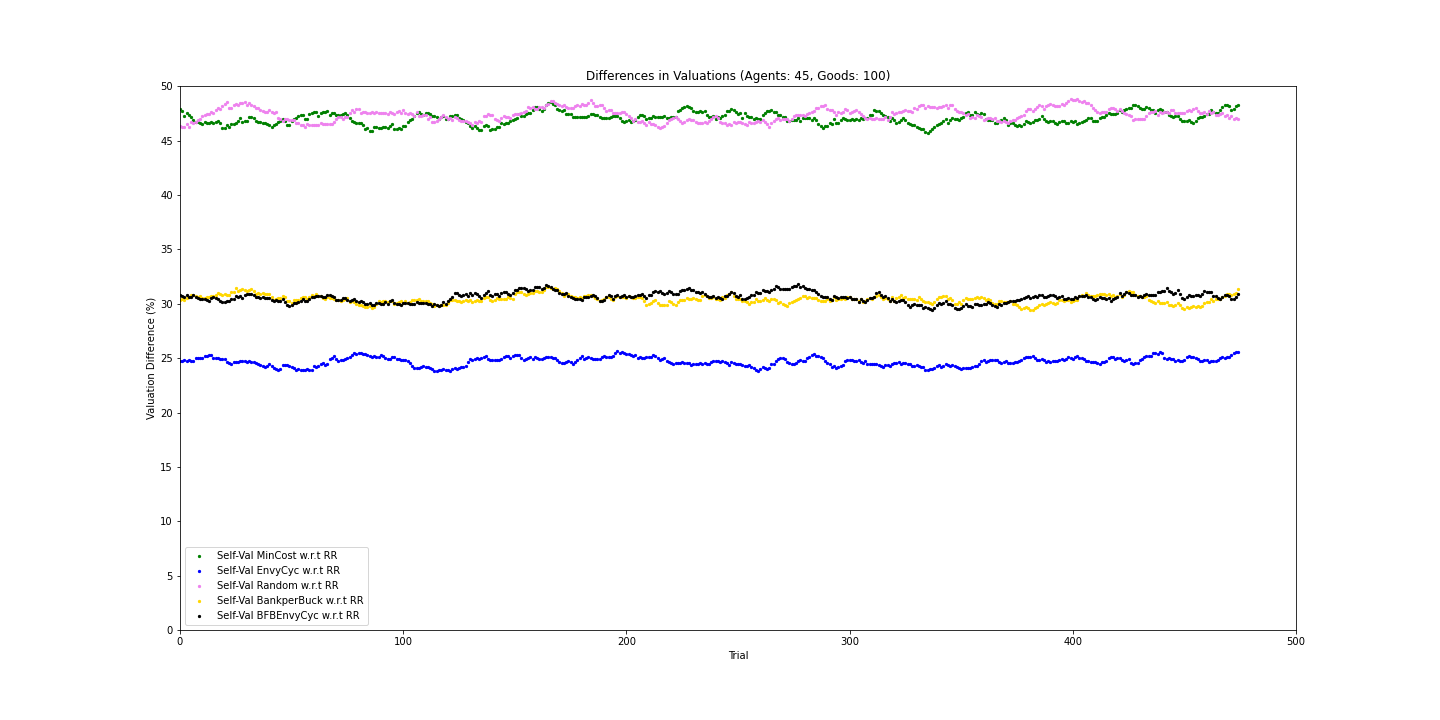 Differences in Valuations (Agents: 45, Goods: 100)
50
45
40
35
30
25
20
15
10
5
0
Valuation Difference (%)
Self-Val MinCost w.r.t RR
Self-Val EnvyCyc w.r.t RR
Self-Val Random w.r.t RR
Self-Val BankperBuck w.r.t RR
Self-Val BFBEnvyCyc w.r.t RR
0 100 200 300 400 500
Trial